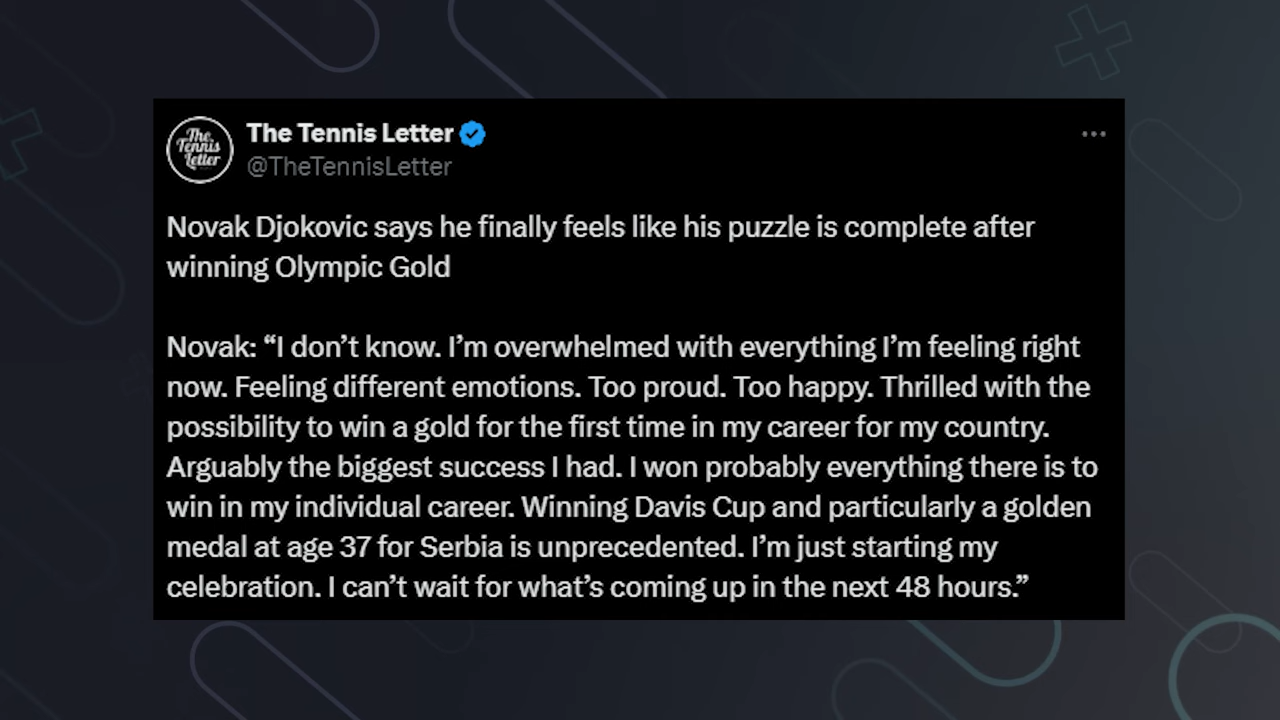 The Tennis Letter
The Tennis Letter
@TheTennisLetter
Novak Djokovic says he finally feels like his puzzle is complete after
winning Olympic Gold
Novak: “I don’t know. I’m overwhelmed with everything I’m feeling right
now. Feeling different emotions. Too proud. Too happy. Thrilled with the
possibility to win a gold for the first time in my career for my country.
Arguably the biggest success I had. I won probably everything there is to
win in my individual career. Winning Davis Cup and particularly a golden
medal at age 37 for Serbia is unprecedented. I’m just starting my
celebration. I can’t wait for what’s coming up in the next 48 hours.”